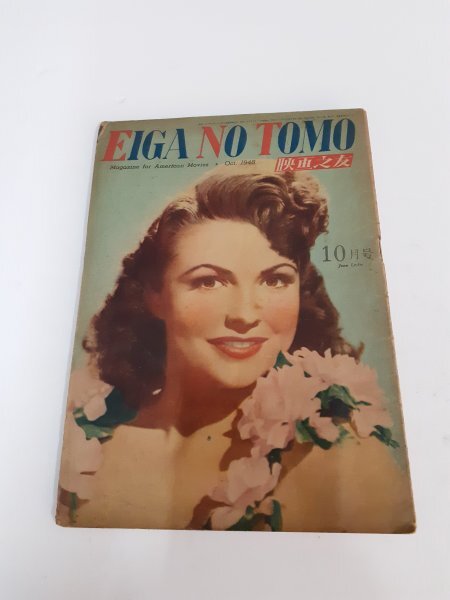 EIGA NO TOMO
Magazine for American Movies • Oct. 1948
映画之友
10月号